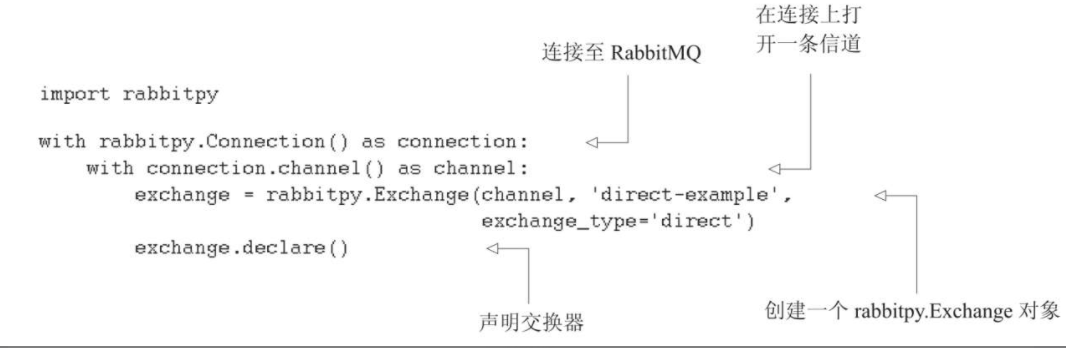 在连接上打
开一条信道
连接至 RabbitMQ
import rabbitpy
with rabbitpy.Connection() as connection:
    with connection.channel() as channel:
        exchange = rabbitpy.Exchange(channel, 'direct-example',
                                     exchange_type='direct')
        exchange.declare()
创建一个 rabbitpy.Exchange 对象
声明交换器